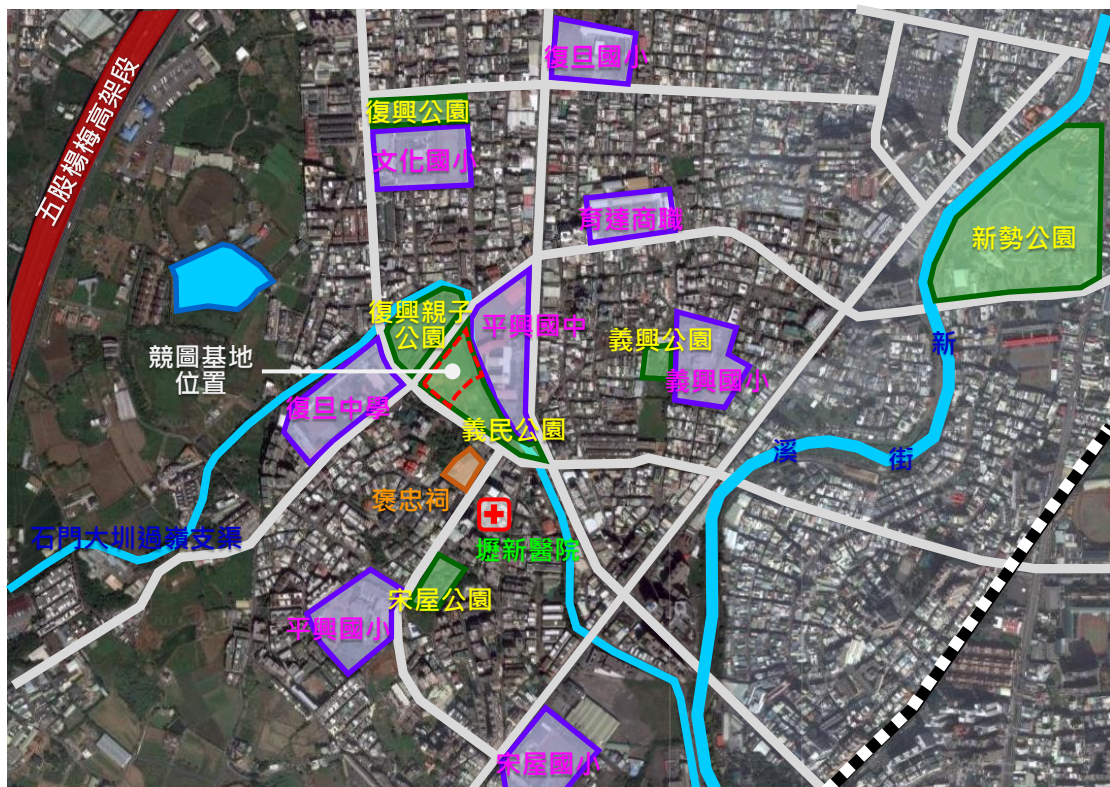 復旦國小
五股楊梅高架段
復興公園
文化國小
育達商職
新勢公園
復興親子
公園
平興國中
義興公園
新
競圖基地
位置
義興國小
復旦中學
義民公園
溪
街
褒忠祠
石門大圳過嶺支渠
壢新醫院
宋屋公園
平興國小
宋屋國小